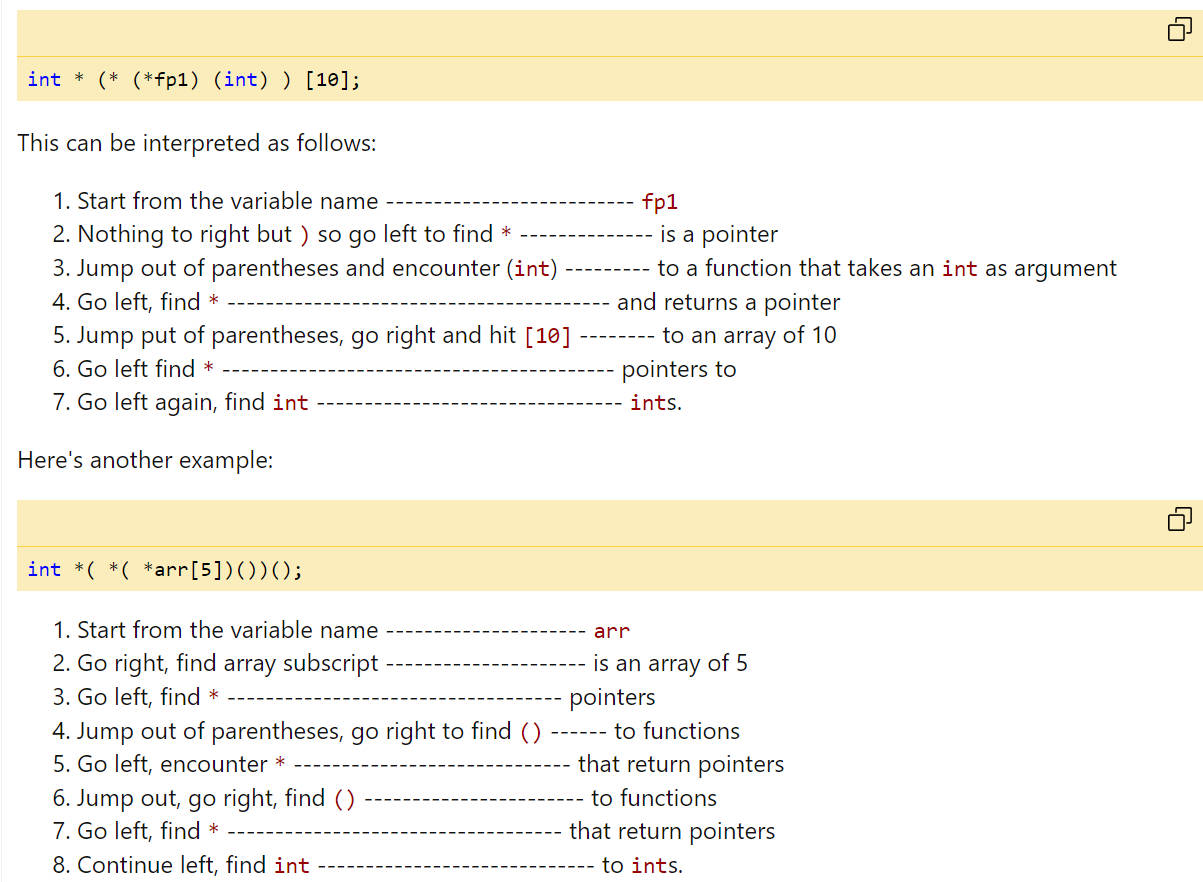 int * (* (*fp1) (int) ) [10];
This can be interpreted as follows:
1. Start from the variable name -------------------------- fp1
2. Nothing to right but ) so go left to find * -------------- is a pointer
3. Jump out of parentheses and encounter (int) --------- to a function that takes an int as argument
4. Go left, find * ---------------------------------------- and returns a pointer
5. Jump put of parentheses, go right and hit [10] -------- to an array of 10
6. Go left find * ----------------------------------------- pointers to
7. Go left again, find int -------------------------------- ints.
Here's another example:
int *( *( *arr[5])())();
1. Start from the variable name --------------------- arr
2. Go right, find array subscript --------------------- is an array of 5
3. Go left, find * ----------------------------------- pointers
4. Jump out of parentheses, go right to find () ------ to functions
5. Go left, encounter * ----------------------------- that return pointers
6. Jump out, go right, find () ----------------------- to functions
7. Go left, find * ----------------------------------- that return pointers
8. Continue left, find int ----------------------------- to ints.